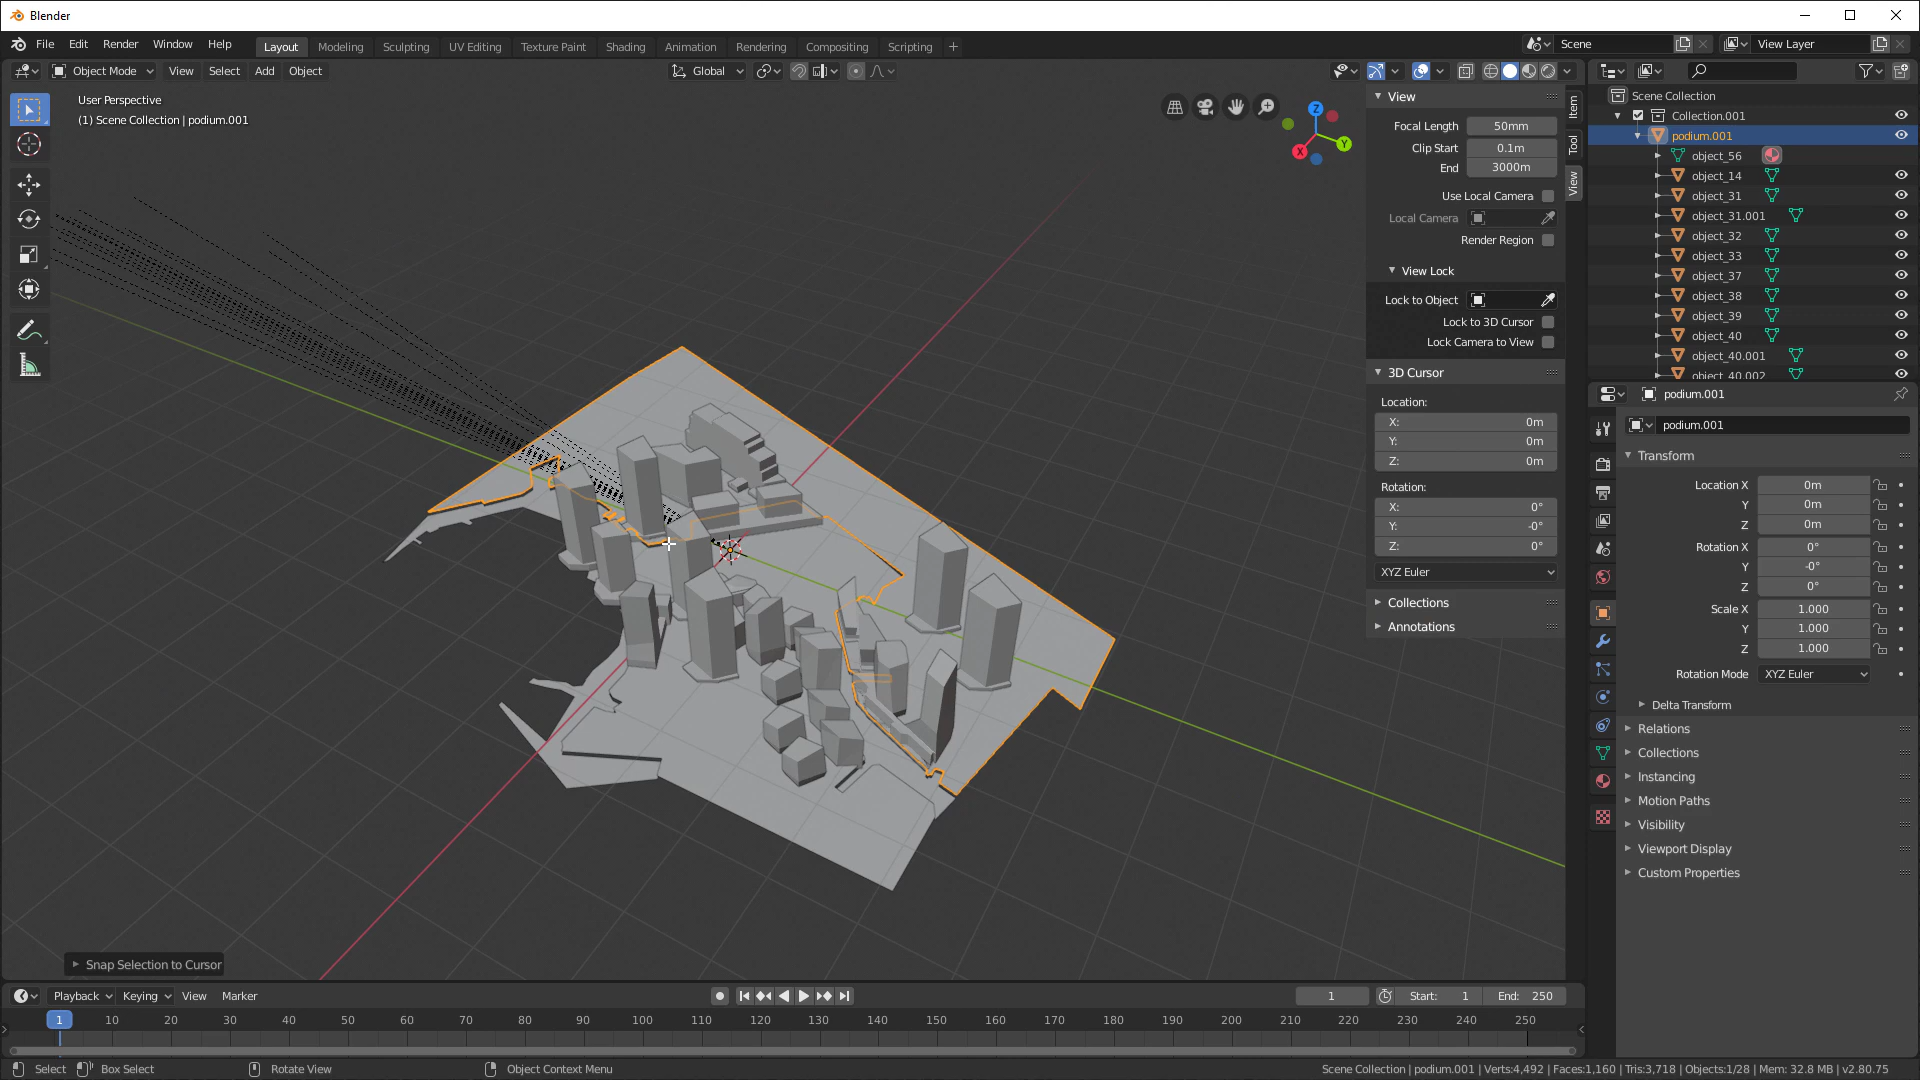 Blender
File Edit Render Window Help
Layout Modeling Sculpting UV Editing Texture Paint Shading Animation Rendering Compositing Scripting +
Scene
View Layer
Object Mode View Select Add Object
Global
User Perspective
(1) Scene Collection | podium.001
Z
Y
X
View
Focal Length 50mm
Clip Start 0.1m
End 3000m
Use Local Camera
Local Camera
Render Region
View Lock
Lock to Object
Lock to 3D Cursor
Lock Camera to View
3D Cursor
Location:
X: 0m
Y: 0m
Z: 0m
Rotation:
X: 0°
Y: -0°
Z: 0°
XYZ Euler
Collections
Annotations
Item
Tool
View
Scene Collection
Collection.001
podium.001
object_56
object_14
object_31
object_31.001
object_32
object_33
object_37
object_38
object_39
object_40
object_40.001
object_40.002
podium.001
podium.001
Transform
Location X 0m
Y 0m
Z 0m
Rotation X 0°
Y -0°
Z 0°
Scale X 1.000
Y 1.000
Z 1.000
Rotation Mode XYZ Euler
Delta Transform
Relations
Collections
Instancing
Motion Paths
Visibility
Viewport Display
Custom Properties
Snap Selection to Cursor
Playback Keying View Marker
1 Start: 1 End: 250
1 10 20 30 40 50 60 70 80 90 100 110 120 130 140 150 160 170 180 190 200 210 220 230 240 250
Select Box Select Rotate View Object Context Menu
Scene Collection | podium.001 | Verts:4,492 | Faces:1,160 | Tris:3,718 | Objects:1/28 | Mem: 32.8 MB | v2.80.75